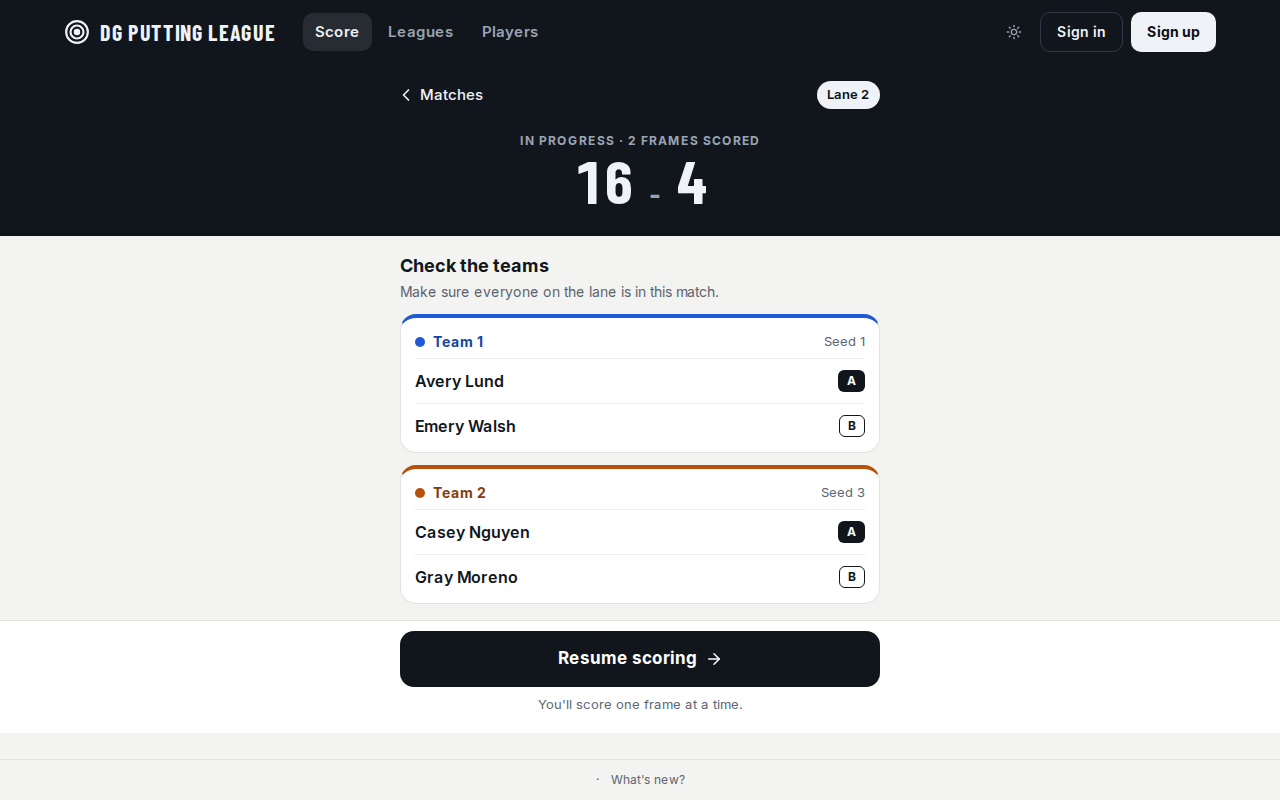 DG PUTTING LEAGUE Score Leagues Players Sign in Sign up
Matches Lane 2
IN PROGRESS · 2 FRAMES SCORED
16 - 4
Check the teams
Make sure everyone on the lane is in this match.
Team 1 Seed 1
Avery Lund A
Emery Walsh B
Team 2 Seed 3
Casey Nguyen A
Gray Moreno B
Resume scoring →
You'll score one frame at a time.
· What's new?